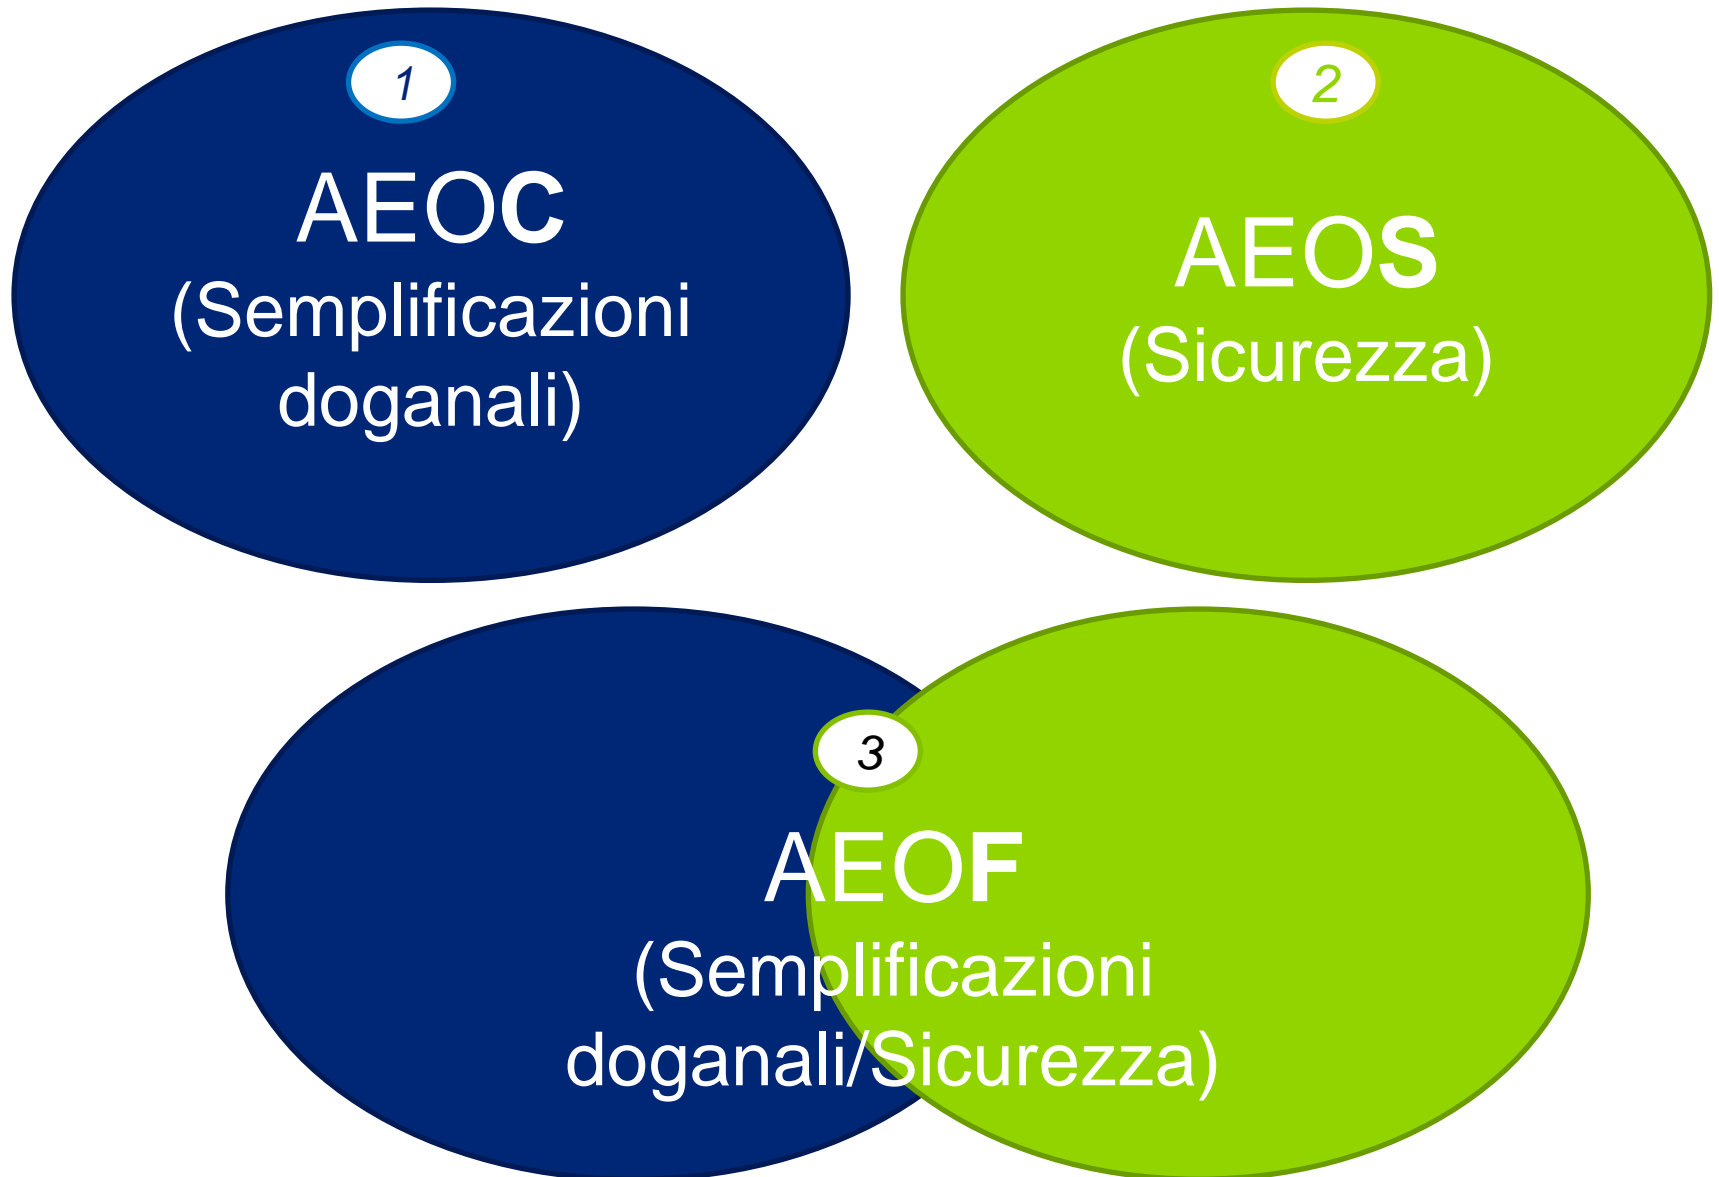 1
AEOC
(Semplificazioni
doganali)
2
AEOS
(Sicurezza)
3
AEOF
(Semplificazioni
doganali/Sicurezza)